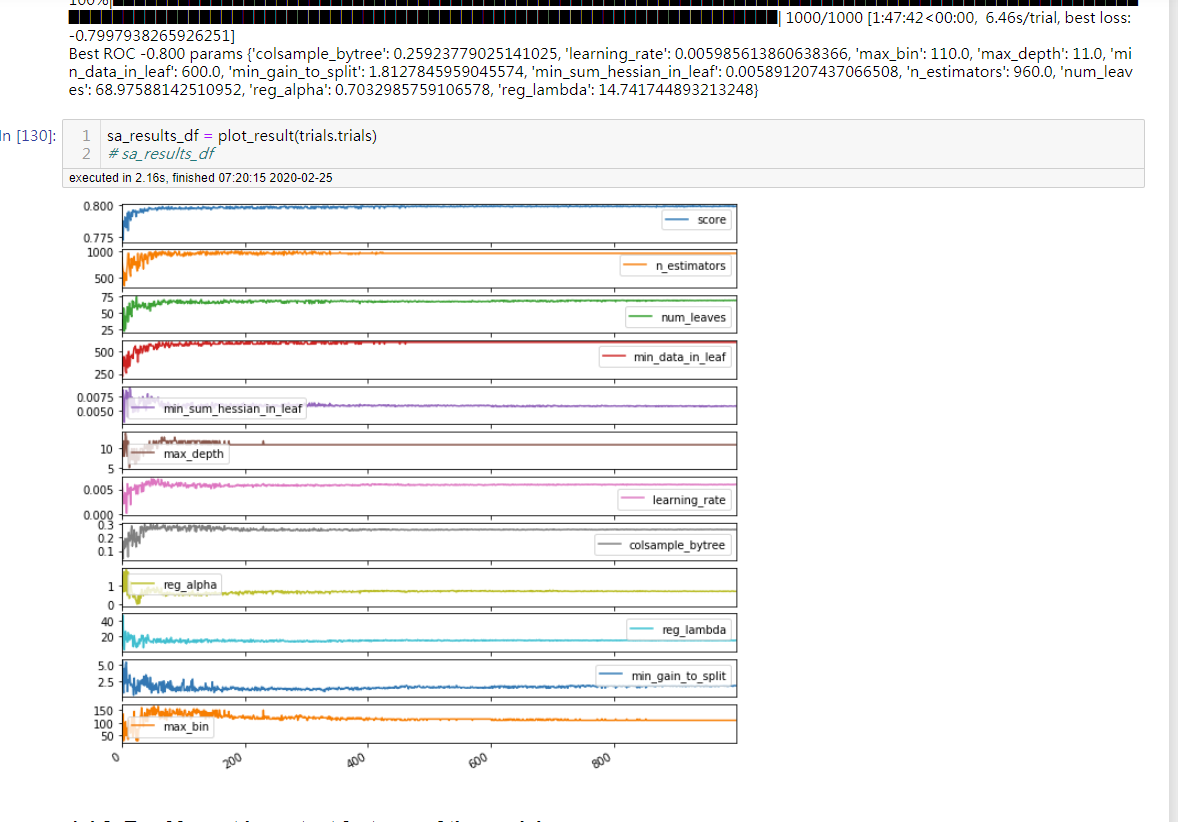 100%|
| 1000/1000 [1:47:42<00:00, 6.46s/trial, best loss:
-0.7997938265926251]
Best ROC -0.800 params {'colsample_bytree': 0.25923779025141025, 'learning_rate': 0.005985613860638366, 'max_bin': 110.0, 'max_depth': 11.0, 'mi
n_data_in_leaf': 600.0, 'min_gain_to_split': 1.8127845959045574, 'min_sum_hessian_in_leaf': 0.005891207437066508, 'n_estimators': 960.0, 'num_leav
es': 68.97588142510952, 'reg_alpha': 0.7032985759106578, 'reg_lambda': 14.741744893213248}
In [130]:
1 sa_results_df = plot_result(trials.trials)
2 # sa_results_df
executed in 2.16s, finished 07:20:15 2020-02-25
0.800
0.775
score
1000
500
n_estimators
75
50
25
num_leaves
500
250
min_data_in_leaf
0.0075
0.0050
min_sum_hessian_in_leaf
10
5
max_depth
0.005
0.000
learning_rate
0.3
0.2
0.1
colsample_bytree
1
0
reg_alpha
40
20
reg_lambda
5.0
2.5
min_gain_to_split
150
100
50
max_bin
0
200
400
600
800